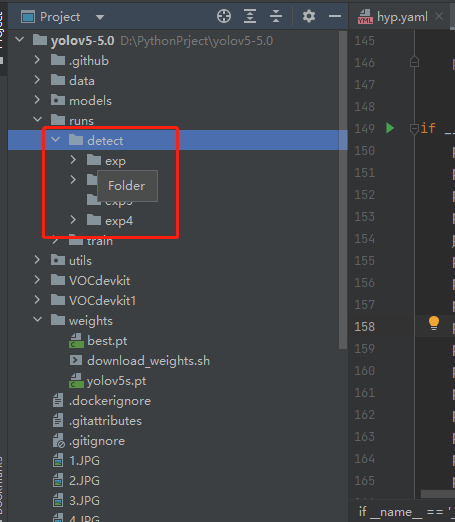 Project
hyp.yaml
yolov5-5.0 D:\PythonPrject\yolov5-5.0
.github
data
models
runs
detect
exp
Folder
exp4
train
utils
VOCdevkit
VOCdevkit1
weights
best.pt
download_weights.sh
yolov5s.pt
.dockerignore
.gitattributes
.gitignore
1.JPG
2.JPG
3.JPG
4.JPG
145
146
147
148
149 if __
150
151
152
153
154
155
156
157
158
159
160
161
162
163
164
165
if __name__ == '_